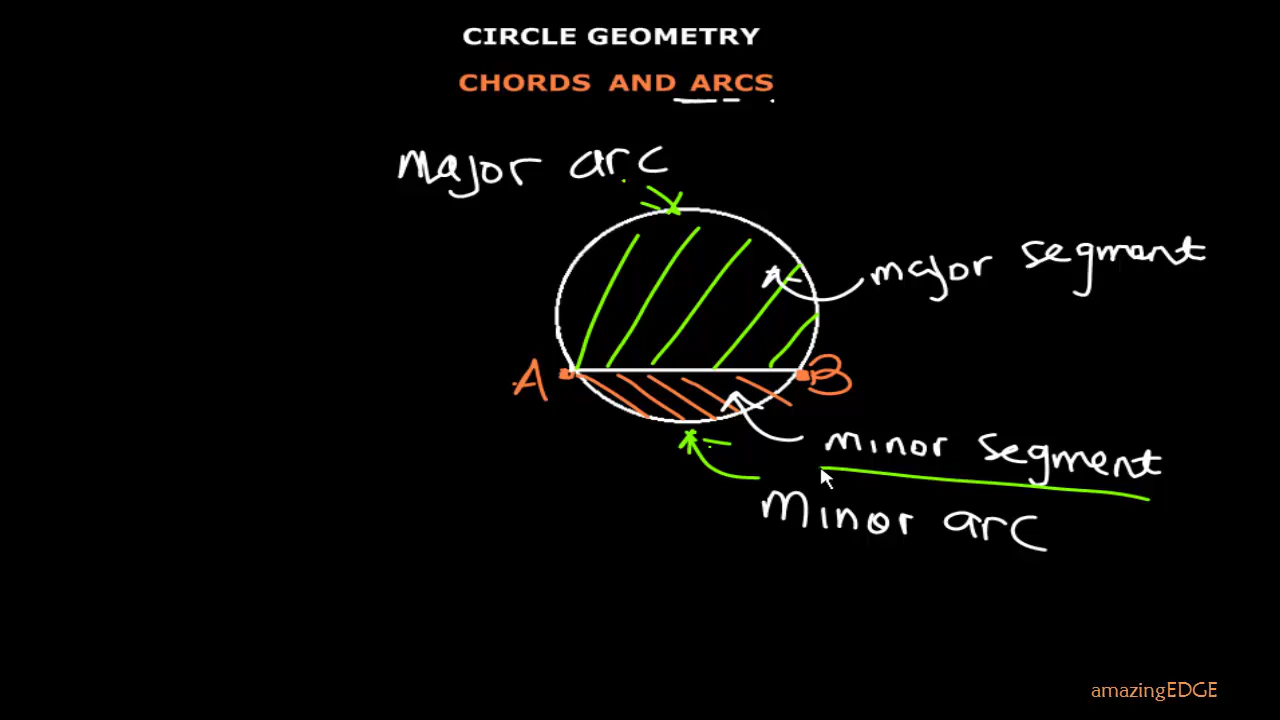 CIRCLE GEOMETRY
CHORDS AND ARCS
major arc
major segment
A
B
minor segment
minor arc
amazingEDGE